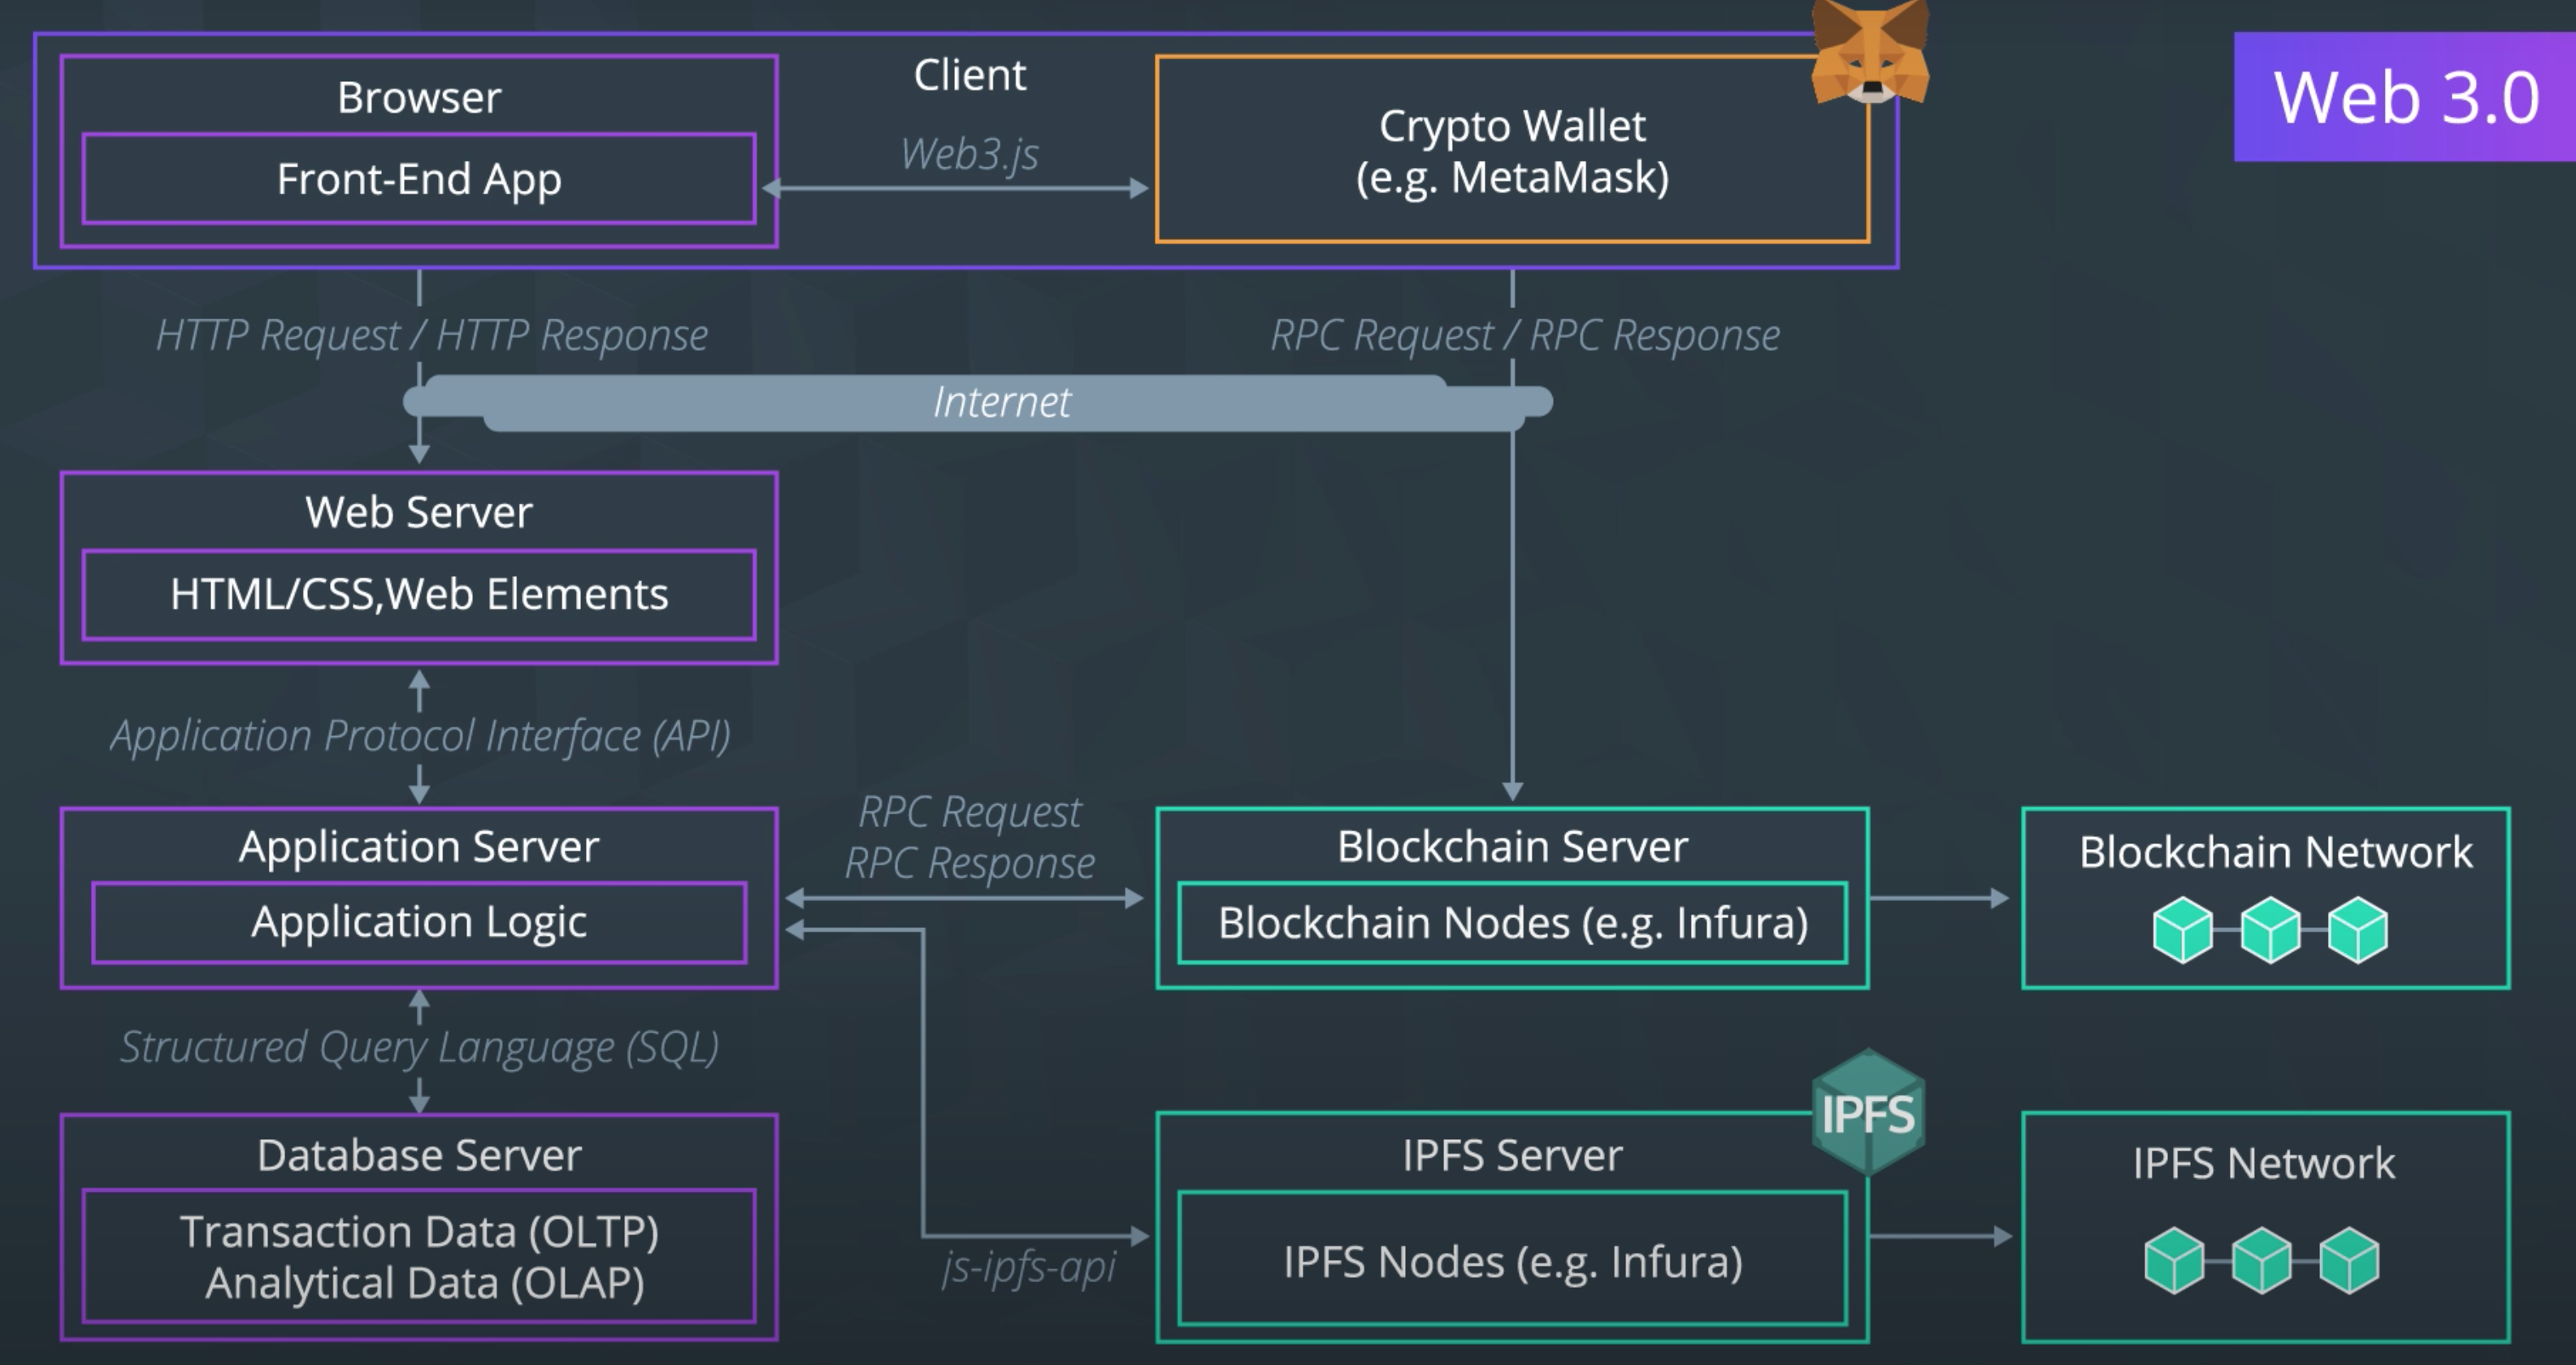 Client
Web 3.0
Browser
Front-End App
Web3.js
Crypto Wallet
(e.g. MetaMask)
HTTP Request / HTTP Response
RPC Request / RPC Response
Internet
Web Server
HTML/CSS,Web Elements
Application Protocol Interface (API)
Application Server
Application Logic
RPC Request
RPC Response
Blockchain Server
Blockchain Nodes (e.g. Infura)
Blockchain Network
Structured Query Language (SQL)
Database Server
Transaction Data (OLTP)
Analytical Data (OLAP)
js-ipfs-api
IPFS
IPFS Server
IPFS Nodes (e.g. Infura)
IPFS Network